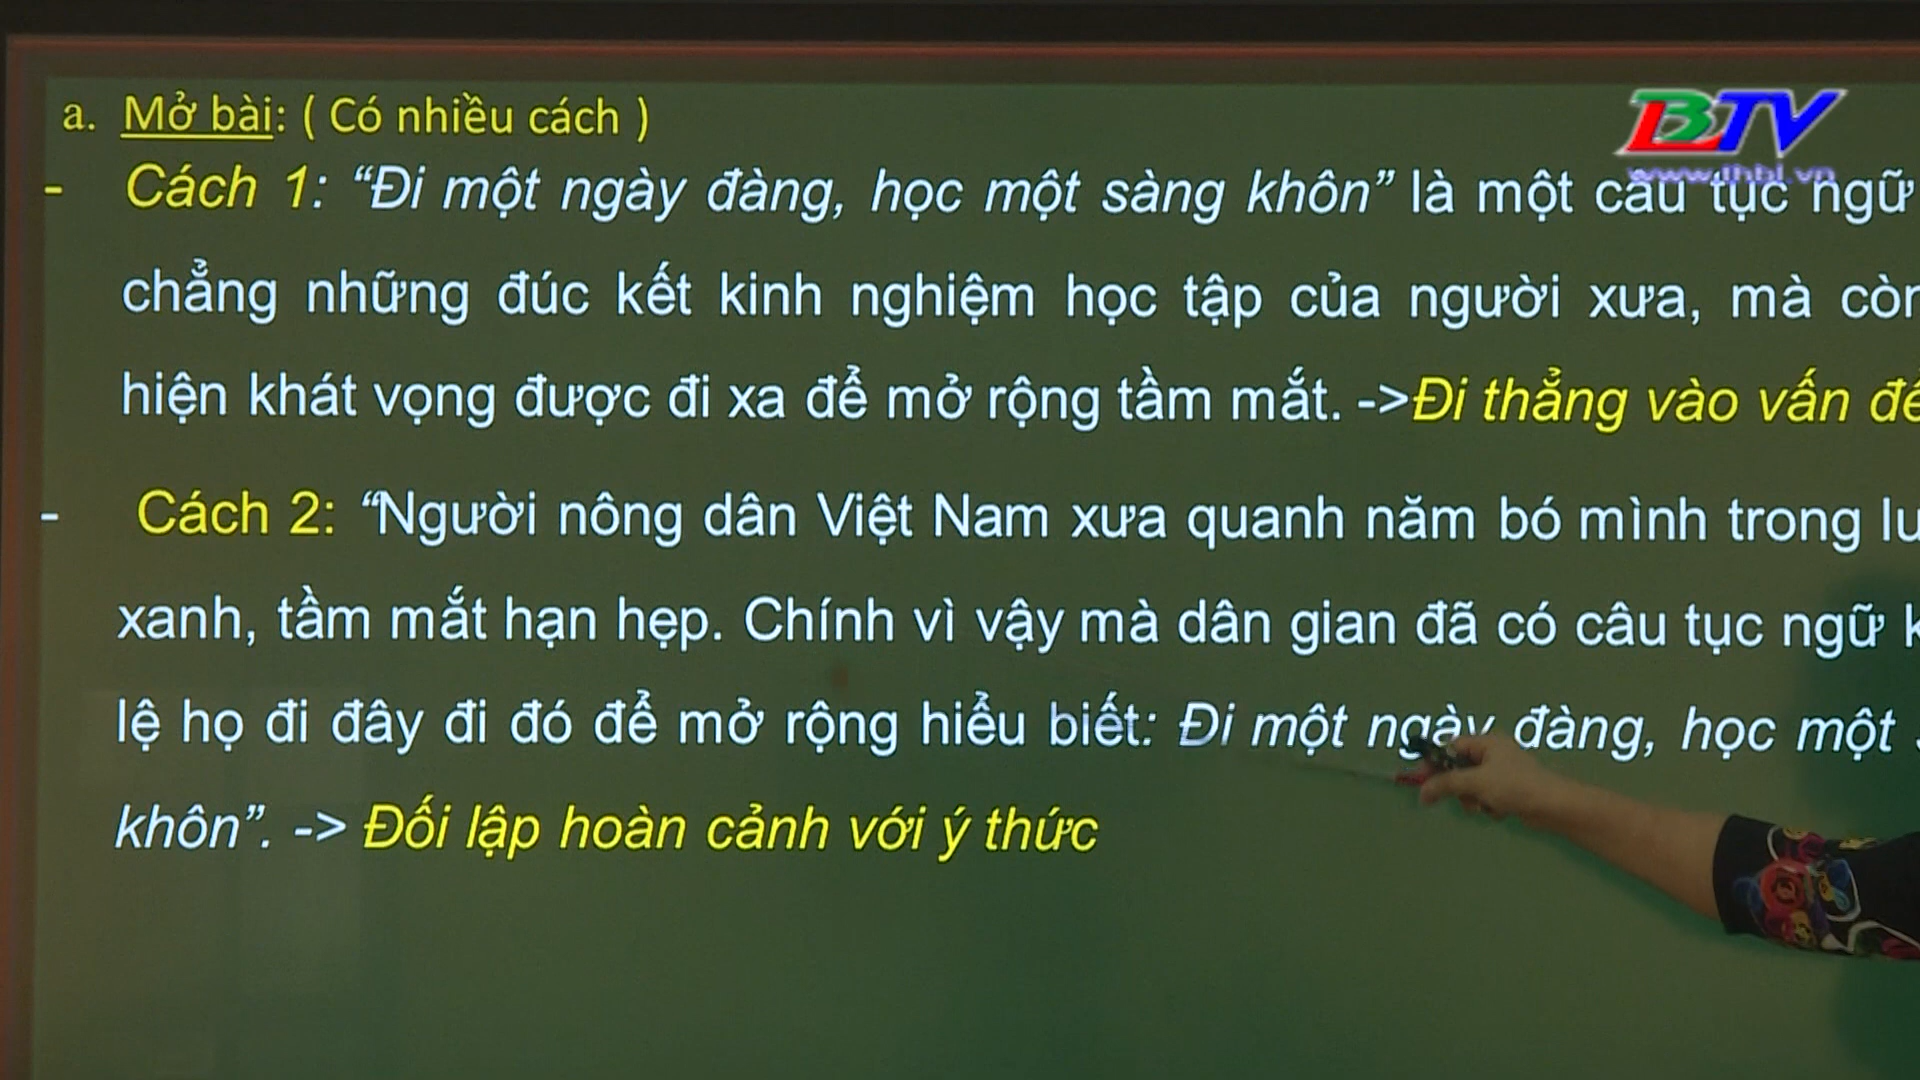 a. Mở bài: ( Có nhiều cách )
BTV
- Cách 1: “Đi một ngày đàng, học một sàng khôn” là một câu tục ngữ
chẳng những đúc kết kinh nghiệm học tập của người xưa, mà còn
hiện khát vọng được đi xa để mở rộng tầm mắt. ->Đi thẳng vào vấn đề
- Cách 2: “Người nông dân Việt Nam xưa quanh năm bó mình trong
xanh, tầm mắt hạn hẹp. Chính vì vậy mà dân gian đã có câu tục ngữ
lệ họ đi đây đi đó để mở rộng hiểu biết: Đi một ngày đàng, học một
khôn”. -> Đối lập hoàn cảnh với ý thức